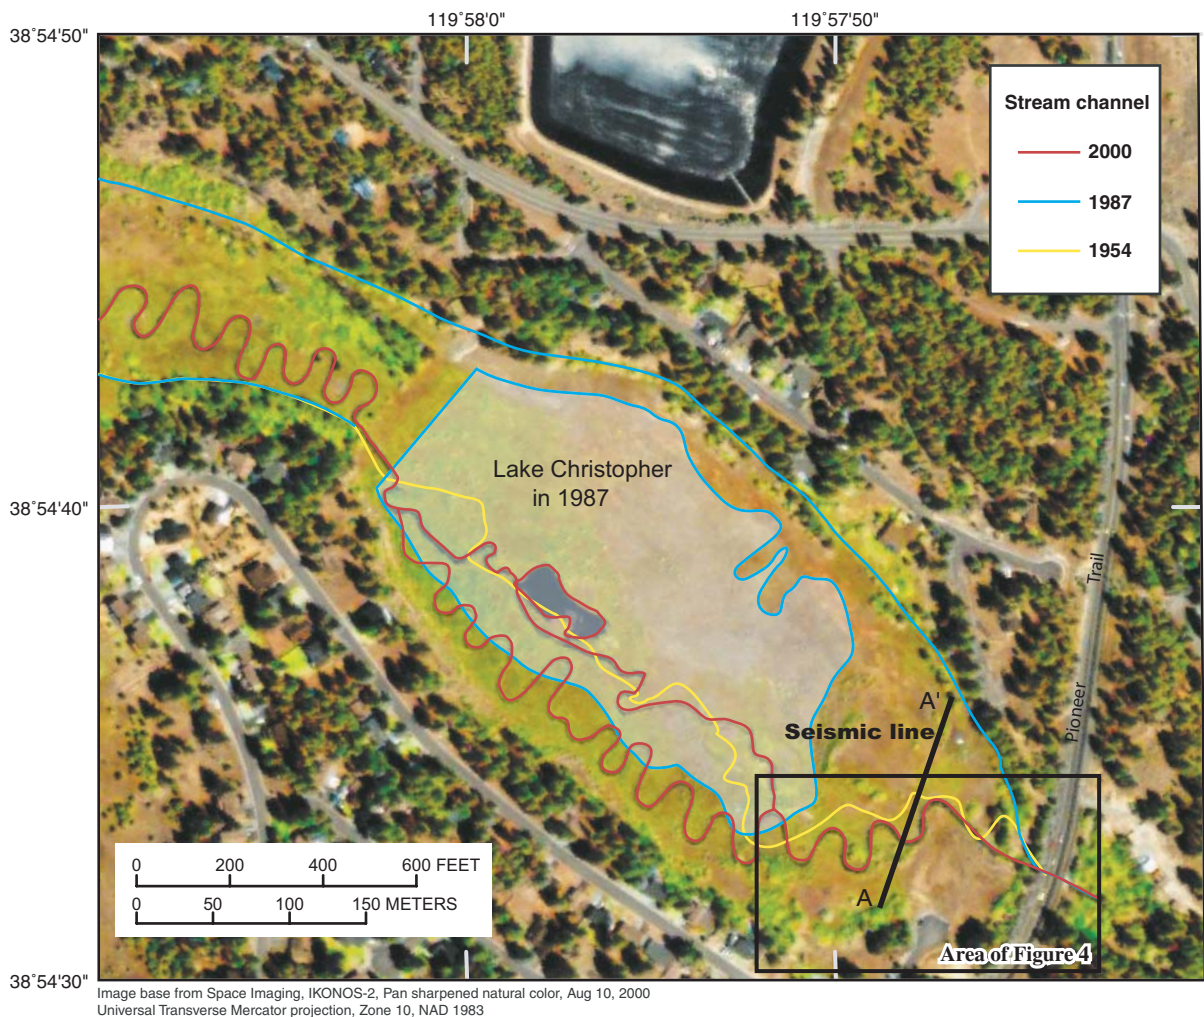 119°58'0"
119°57'50"
38°54'50"
Stream channel
2000
1987
1954
Lake Christopher
in 1987
38°54'40"
Pioneer Trail
A'
Seismic line
0 200 400 600 FEET
0 50 100 150 METERS
A
Area of Figure 4
38°54'30"
Image base from Space Imaging, IKONOS-2, Pan sharpened natural color, Aug 10, 2000
Universal Transverse Mercator projection, Zone 10, NAD 1983